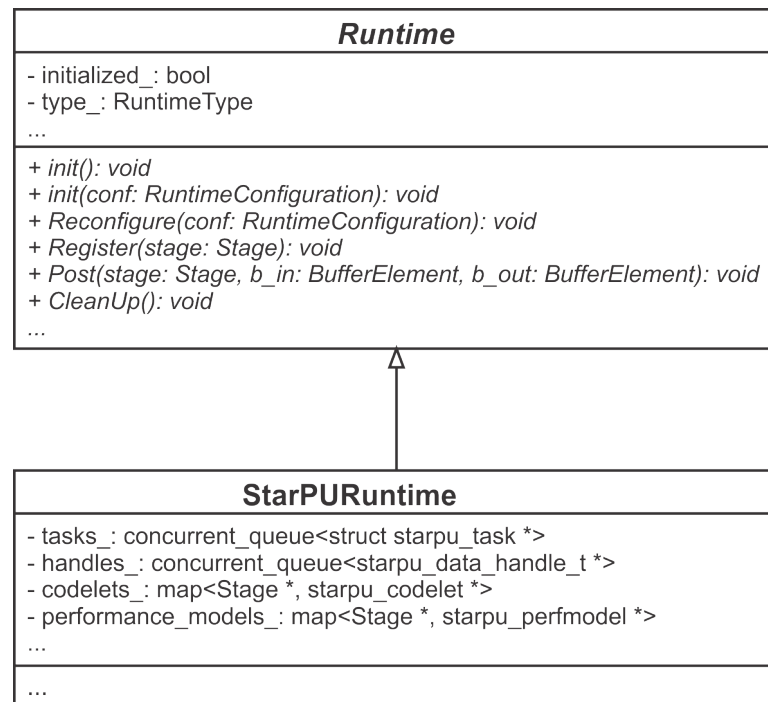 Runtime
- initialized_: bool
- type_: RuntimeType
...
+ init(): void
+ init(conf: RuntimeConfiguration): void
+ Reconfigure(conf: RuntimeConfiguration): void
+ Register(stage: Stage): void
+ Post(stage: Stage, b_in: BufferElement, b_out: BufferElement): void
+ CleanUp(): void
...
StarPURuntime
- tasks_: concurrent_queue<struct starpu_task *>
- handles_: concurrent_queue<starpu_data_handle_t *>
- codelets_: map<Stage *, starpu_codelet *>
- performance_models_: map<Stage *, starpu_perfmodel *>
...
...